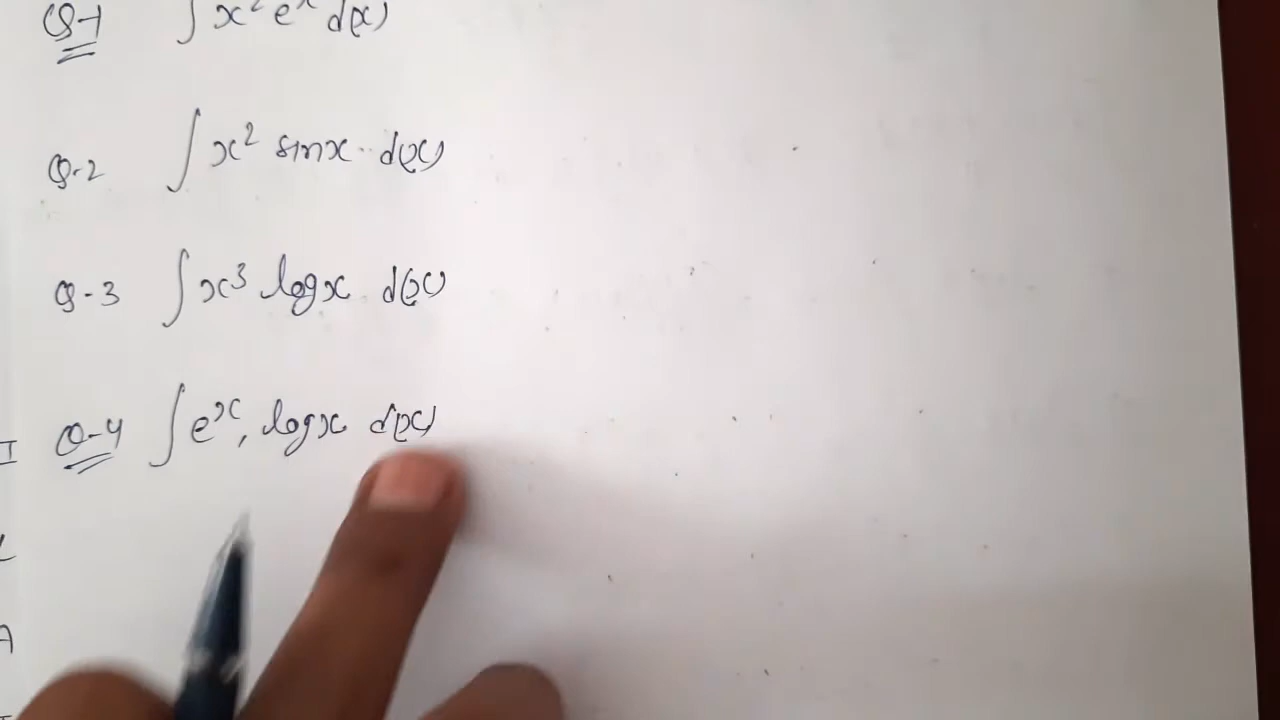 Q-1 ∫ x² eˣ d(x)
Q-2 ∫ x² sinx d(x)
Q-3 ∫ x³ logx d(x)
I Q-4 ∫ eˣ, logx d(x)
L
A